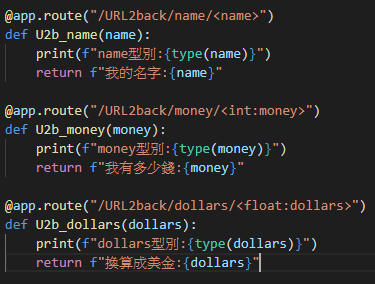 @app.route("/URL2back/name/<name>")
def U2b_name(name):
    print(f"name型別:{type(name)}")
    return f"我的名字:{name}"
@app.route("/URL2back/money/<int:money>")
def U2b_money(money):
    print(f"money型別:{type(money)}")
    return f"我有多少錢:{money}"
@app.route("/URL2back/dollars/<float:dollars>")
def U2b_dollars(dollars):
    print(f"dollars型別:{type(dollars)}")
    return f"換算成美金:{dollars}"